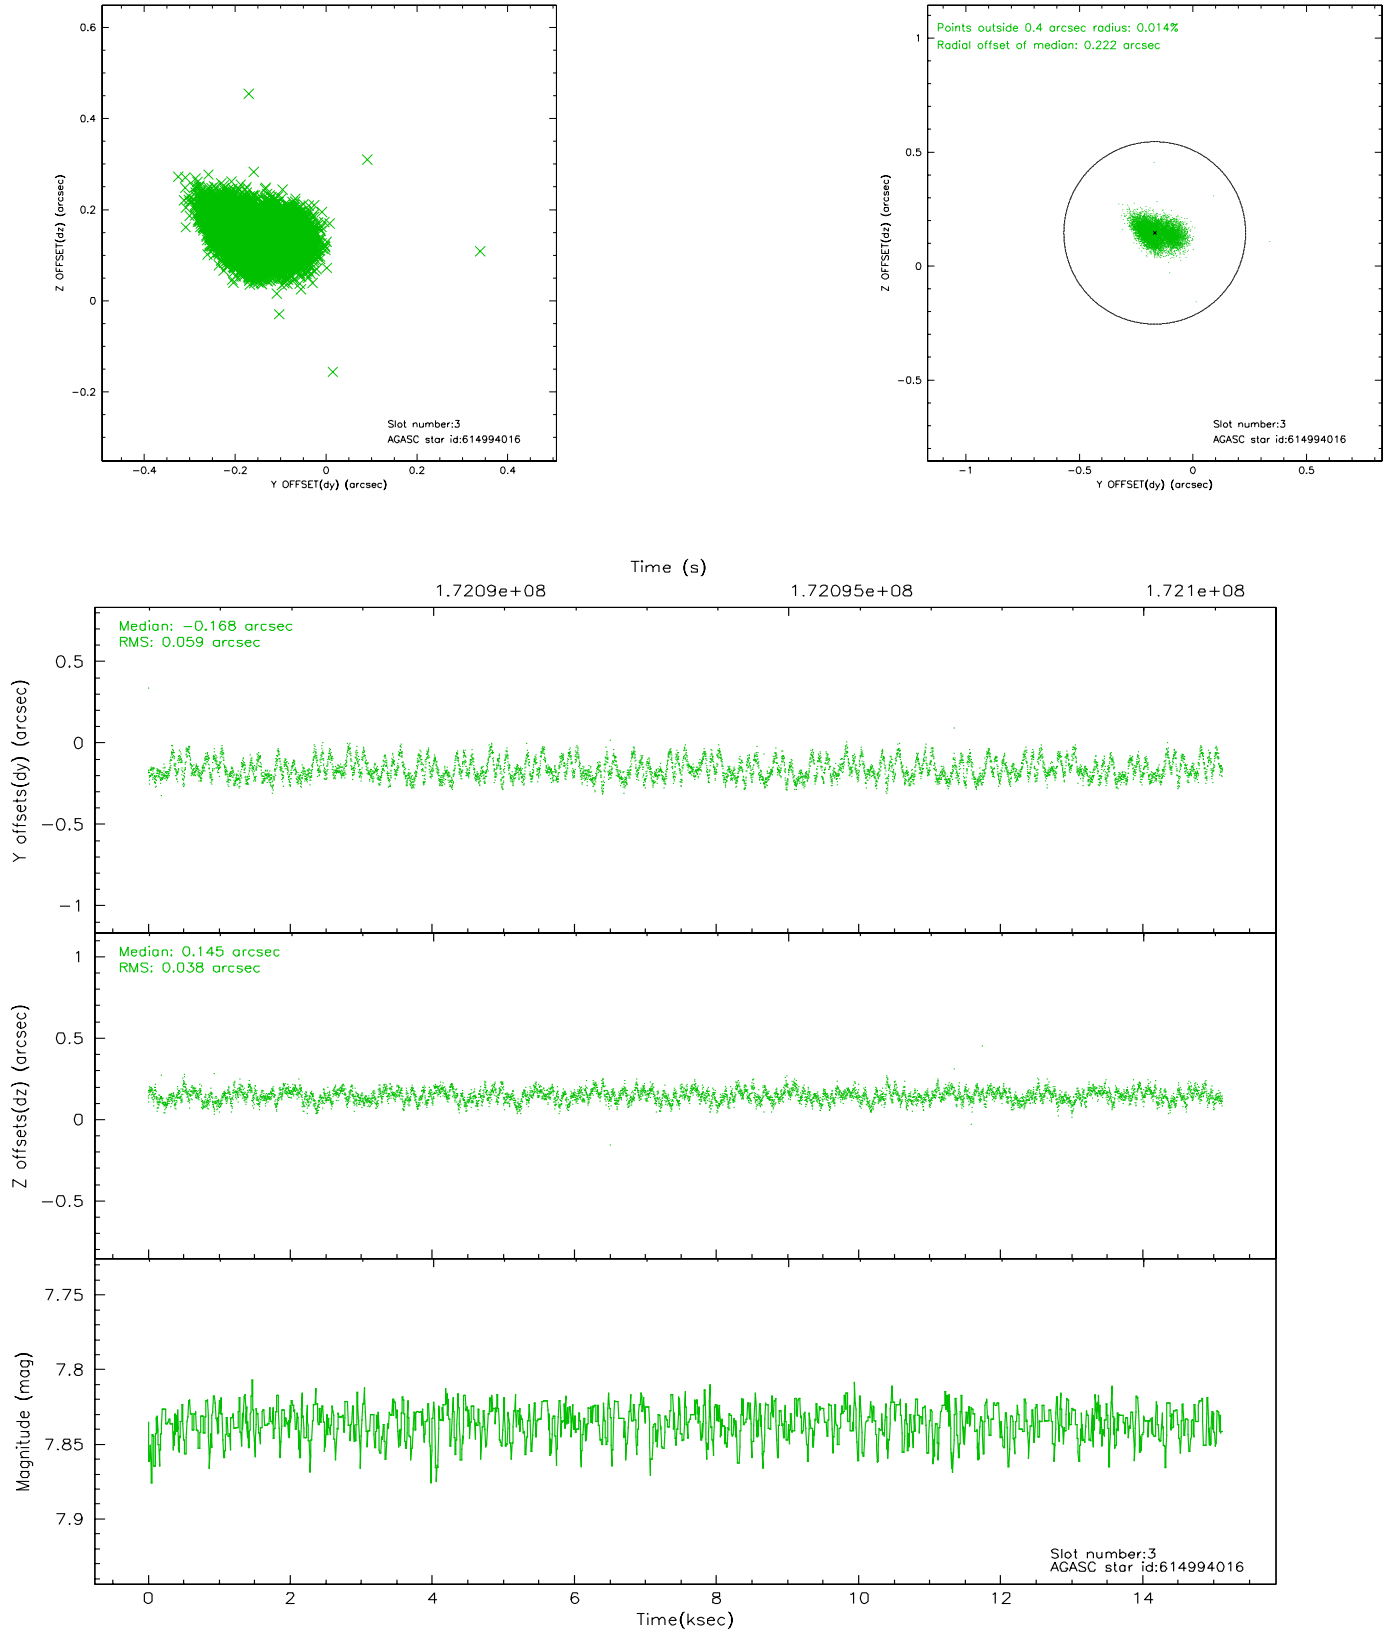 0.6
0.4
0.2
0
−0.2
Z OFFSET(dz) (arcsec)
−0.4
−0.2
0
0.2
0.4
Y OFFSET(dy) (arcsec)
Slot number:3
AGASC star id:614994016
Points outside 0.4 arcsec radius: 0.014%
Radial offset of median: 0.222 arcsec
1
0.5
0
−0.5
Z OFFSET(dz) (arcsec)
−1
−0.5
0
0.5
Y OFFSET(dy) (arcsec)
Slot number:3
AGASC star id:614994016
Time (s)
1.7209e+08
1.72095e+08
1.721e+08
Median: −0.168 arcsec
RMS: 0.059 arcsec
0.5
0
−0.5
−1
Y offsets(dy) (arcsec)
Median: 0.145 arcsec
RMS: 0.038 arcsec
1
0.5
0
−0.5
Z offsets(dz) (arcsec)
7.75
7.8
7.85
7.9
Magnitude (mag)
Slot number:3
AGASC star id:614994016
0
2
4
6
8
10
12
14
Time(ksec)